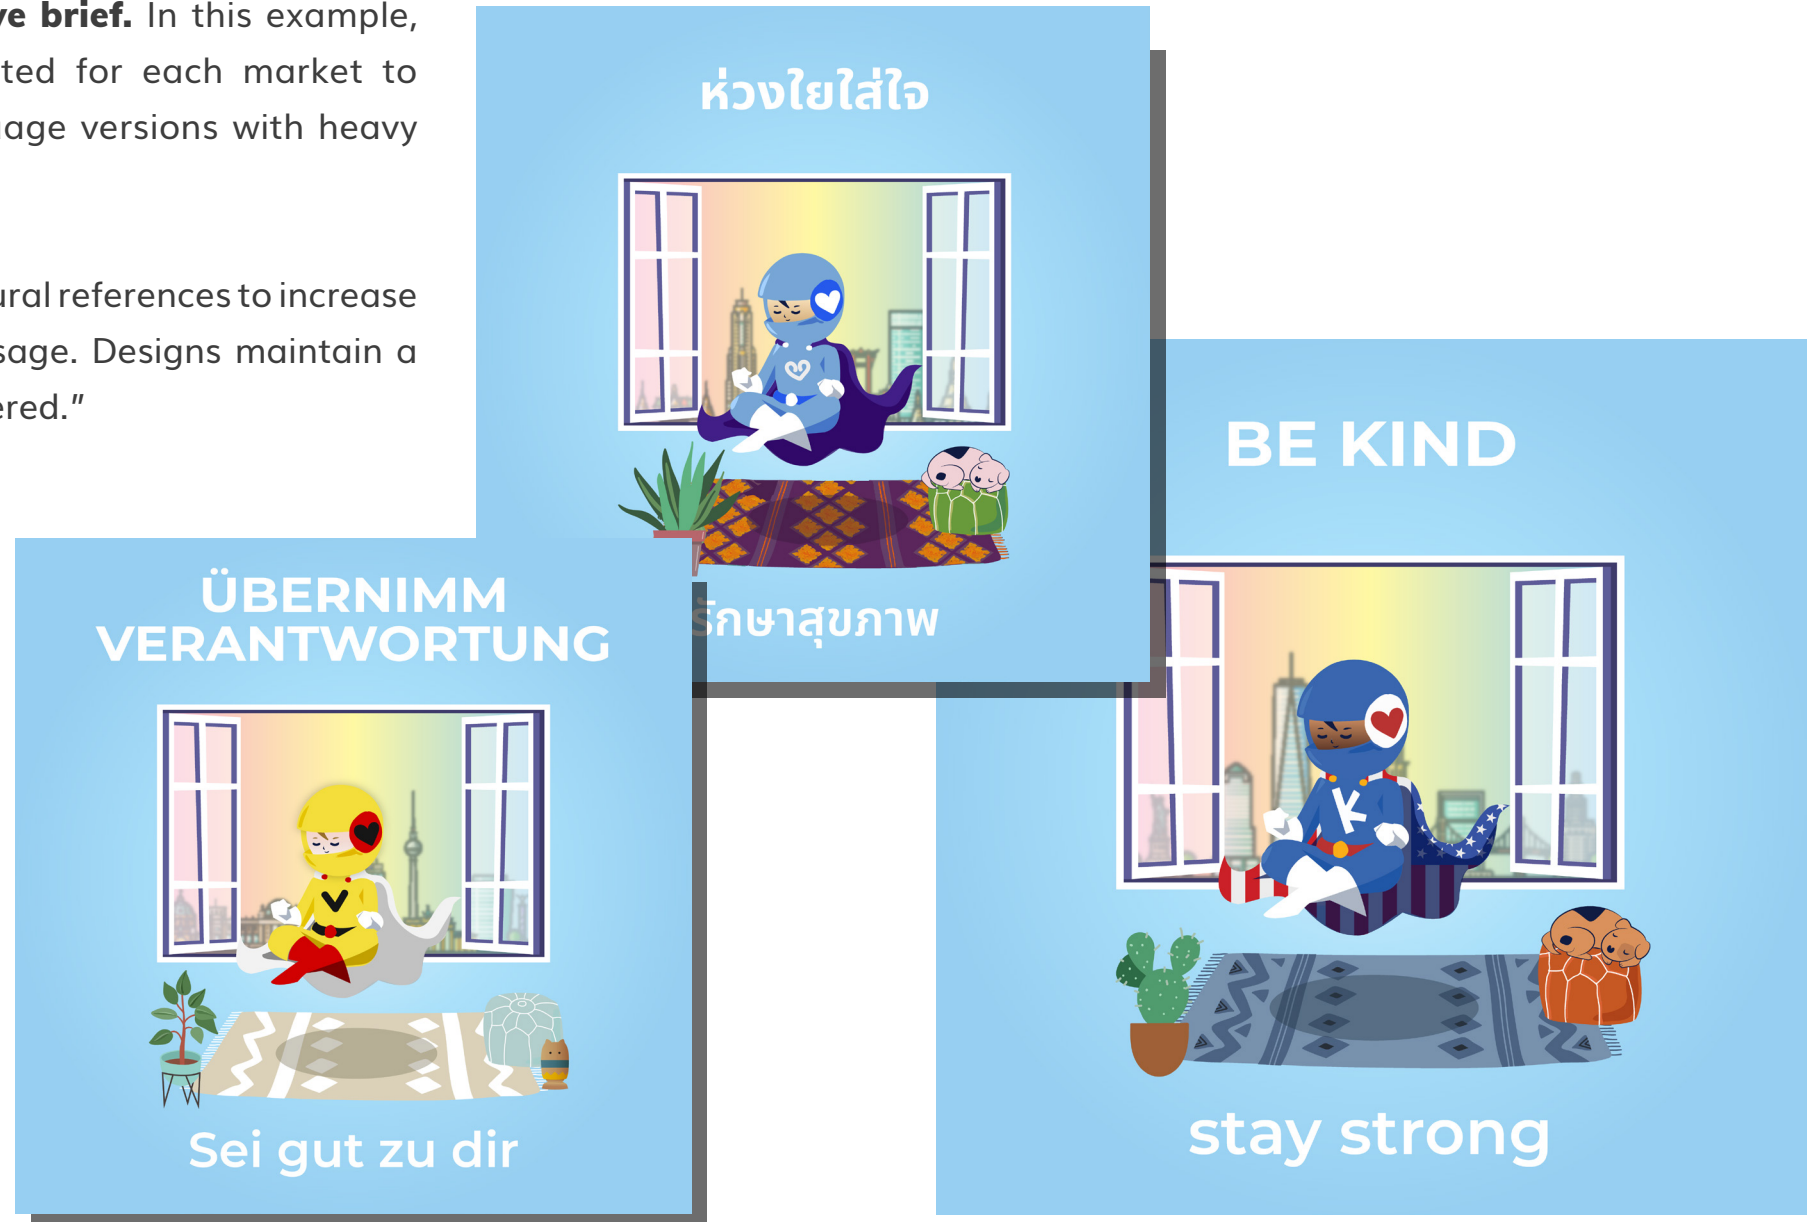 ve brief. In this example,
ted for each market to
age versions with heavy
ural references to increase
sage. Designs maintain a
ered.”
ห่วงใยใส่ใจ
รักษาสุขภาพ
BE KIND
stay strong
ÜBERNIMM
VERANTWORTUNG
Sei gut zu dir